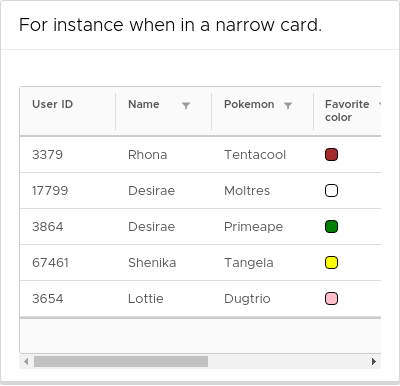 For instance when in a narrow card.
User ID Name Pokemon Favorite
color
3379 Rhona Tentacool
17799 Desirae Moltres
3864 Desirae Primeape
67461 Shenika Tangela
3654 Lottie Dugtrio